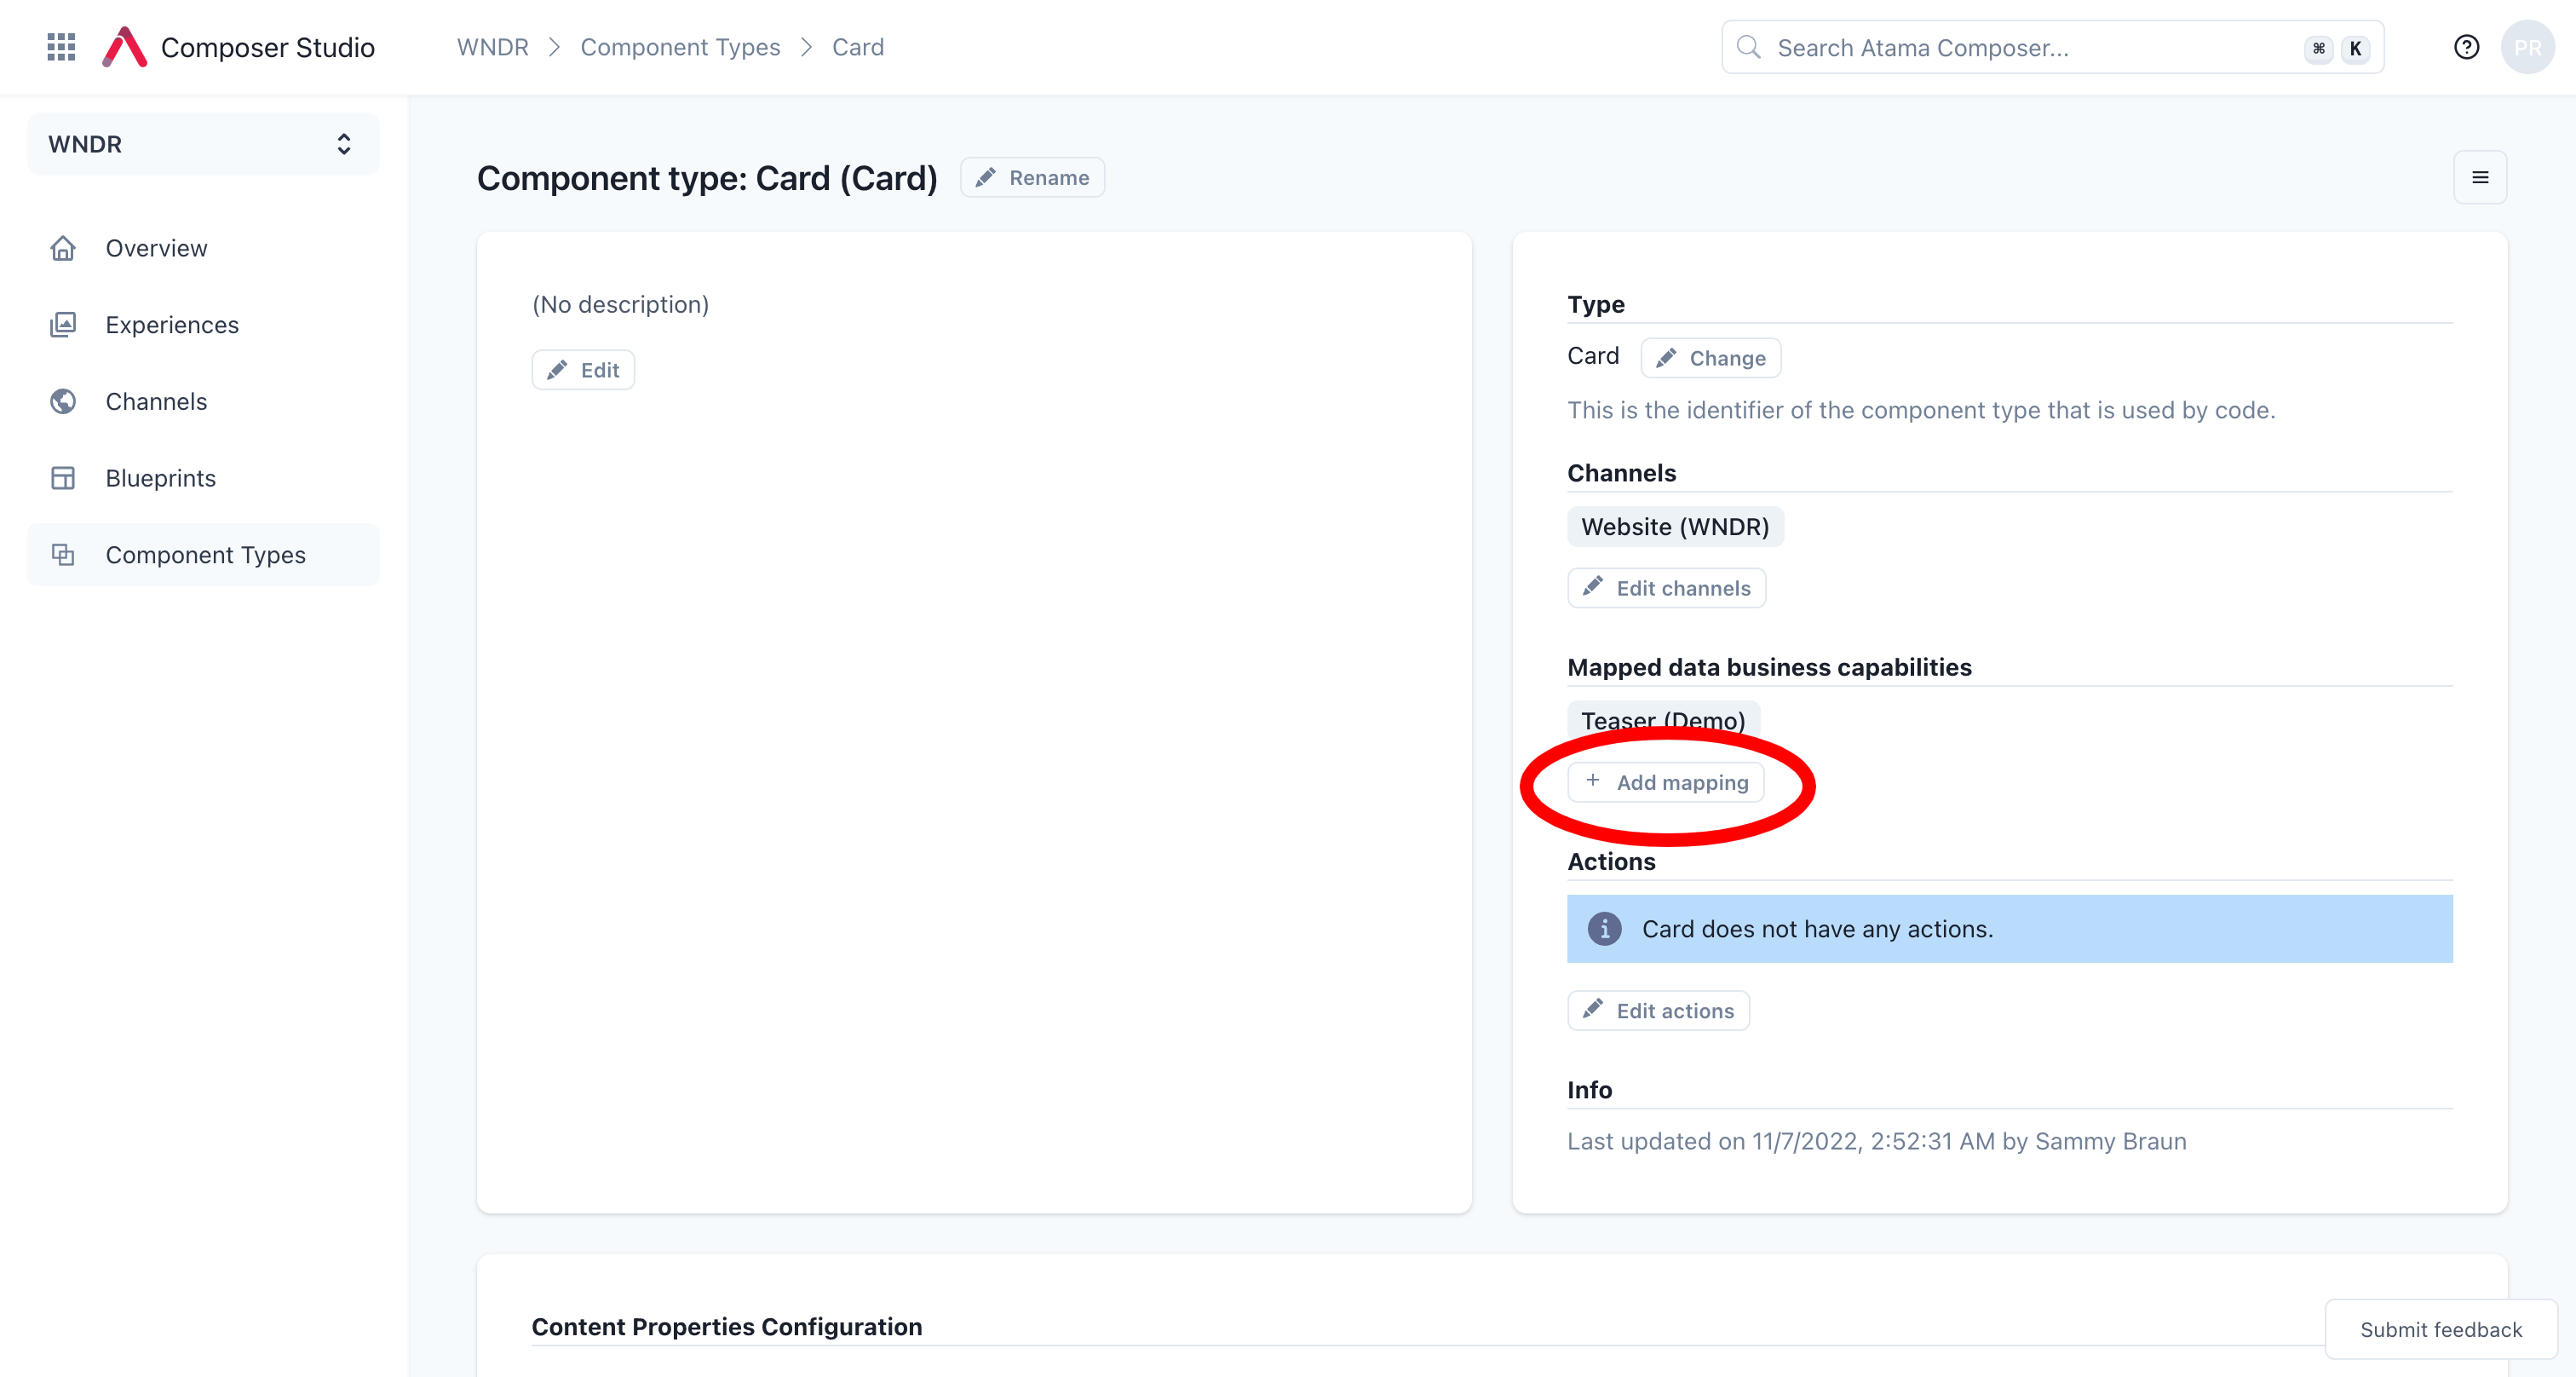 Composer Studio
WNDR > Component Types > Card
Search Atama Composer...
⌘ K
PR
WNDR
Overview
Experiences
Channels
Blueprints
Component Types
Component type: Card (Card)
Rename
(No description)
Edit
Type
Card
Change
This is the identifier of the component type that is used by code.
Channels
Website (WNDR)
Edit channels
Mapped data business capabilities
Teaser (Demo)
+ Add mapping
Actions
Card does not have any actions.
Edit actions
Info
Last updated on 11/7/2022, 2:52:31 AM by Sammy Braun
Content Properties Configuration
Submit feedback